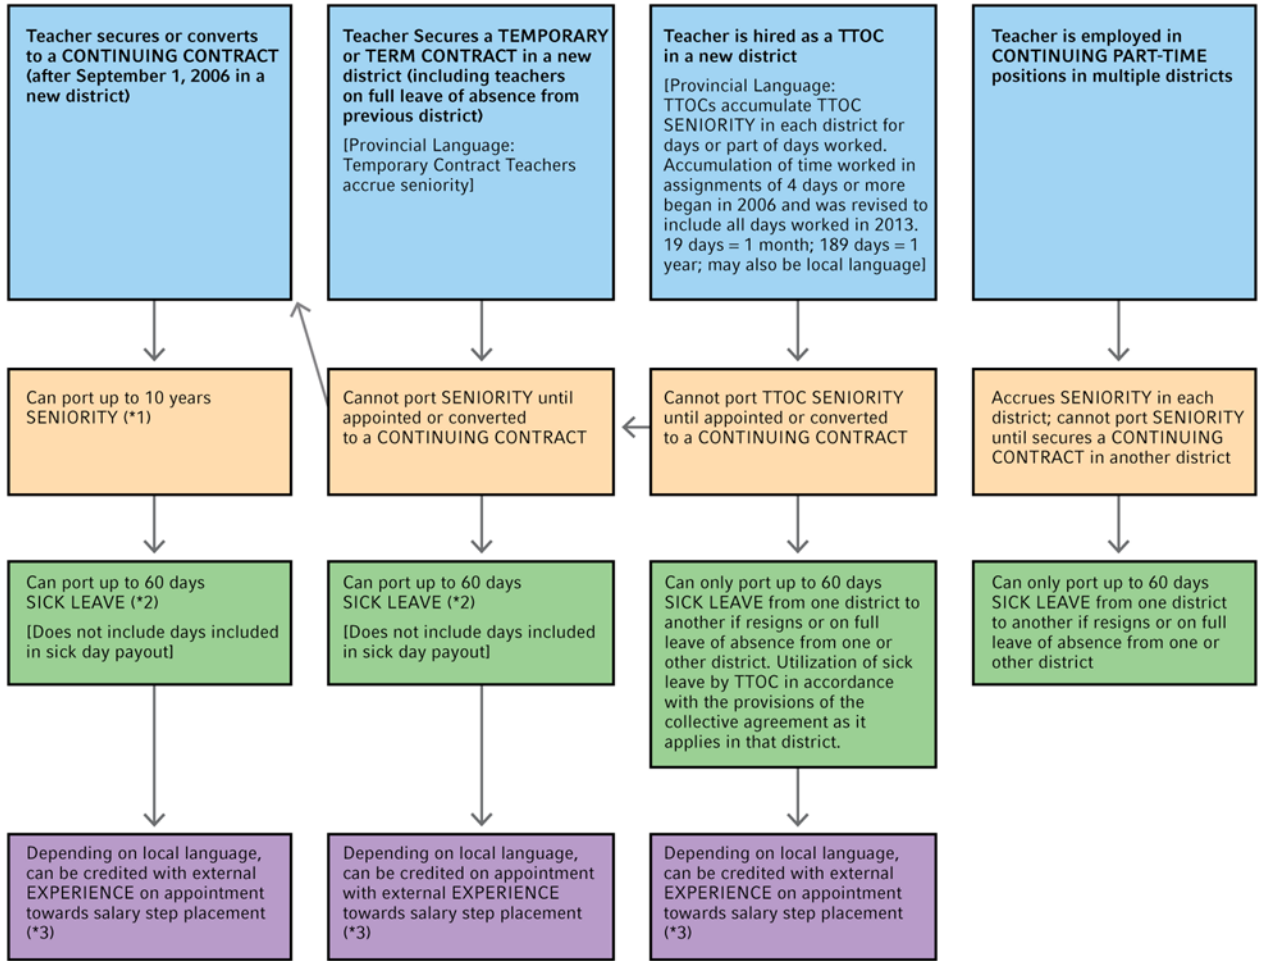 Teacher secures or converts
to a CONTINUING CONTRACT
(after September 1, 2006 in a
new district)
Teacher Secures a TEMPORARY
or TERM CONTRACT in a new
district (including teachers
on full leave of absence from
previous district)
[Provincial Language:
Temporary Contract Teachers
accrue seniority]
Teacher is hired as a TTOC
in a new district
[Provincial Language:
TTOCs accumulate TTOC
SENIORITY in each district for
days or part of days worked.
Accumulation of time worked in
assignments of 4 days or more
began in 2006 and was revised to
include all days worked in 2013.
19 days = 1 month; 189 days = 1
year; may also be local language]
Teacher is employed in
CONTINUING PART-TIME
positions in multiple districts
Can port up to 10 years
SENIORITY (*1)
Cannot port SENIORITY until
appointed or converted
to a CONTINUING CONTRACT
Cannot port TTOC SENIORITY
until appointed or converted
to a CONTINUING CONTRACT
Accrues SENIORITY in each
district; cannot port SENIORITY
until secures a CONTINUING
CONTRACT in another district
Can port up to 60 days
SICK LEAVE (*2)
[Does not include days included
in sick day payout]
Can port up to 60 days
SICK LEAVE (*2)
[Does not include days included
in sick day payout]
Can only port up to 60 days
SICK LEAVE from one district to
another if resigns or on full
leave of absence from one or
other district. Utilization of sick
leave by TTOC in accordance
with the provisions of the
collective agreement as it
applies in that district.
Can only port up to 60 days
SICK LEAVE from one district
to another if resigns or on full
leave of absence from one or
other district
Depending on local language,
can be credited with external
EXPERIENCE on appointment
towards salary step placement
(*3)
Depending on local language,
can be credited on appointment
with external EXPERIENCE
towards salary step placement
(*3)
Depending on local language,
can be credited with external
EXPERIENCE on appointment
towards salary step placement
(*3)